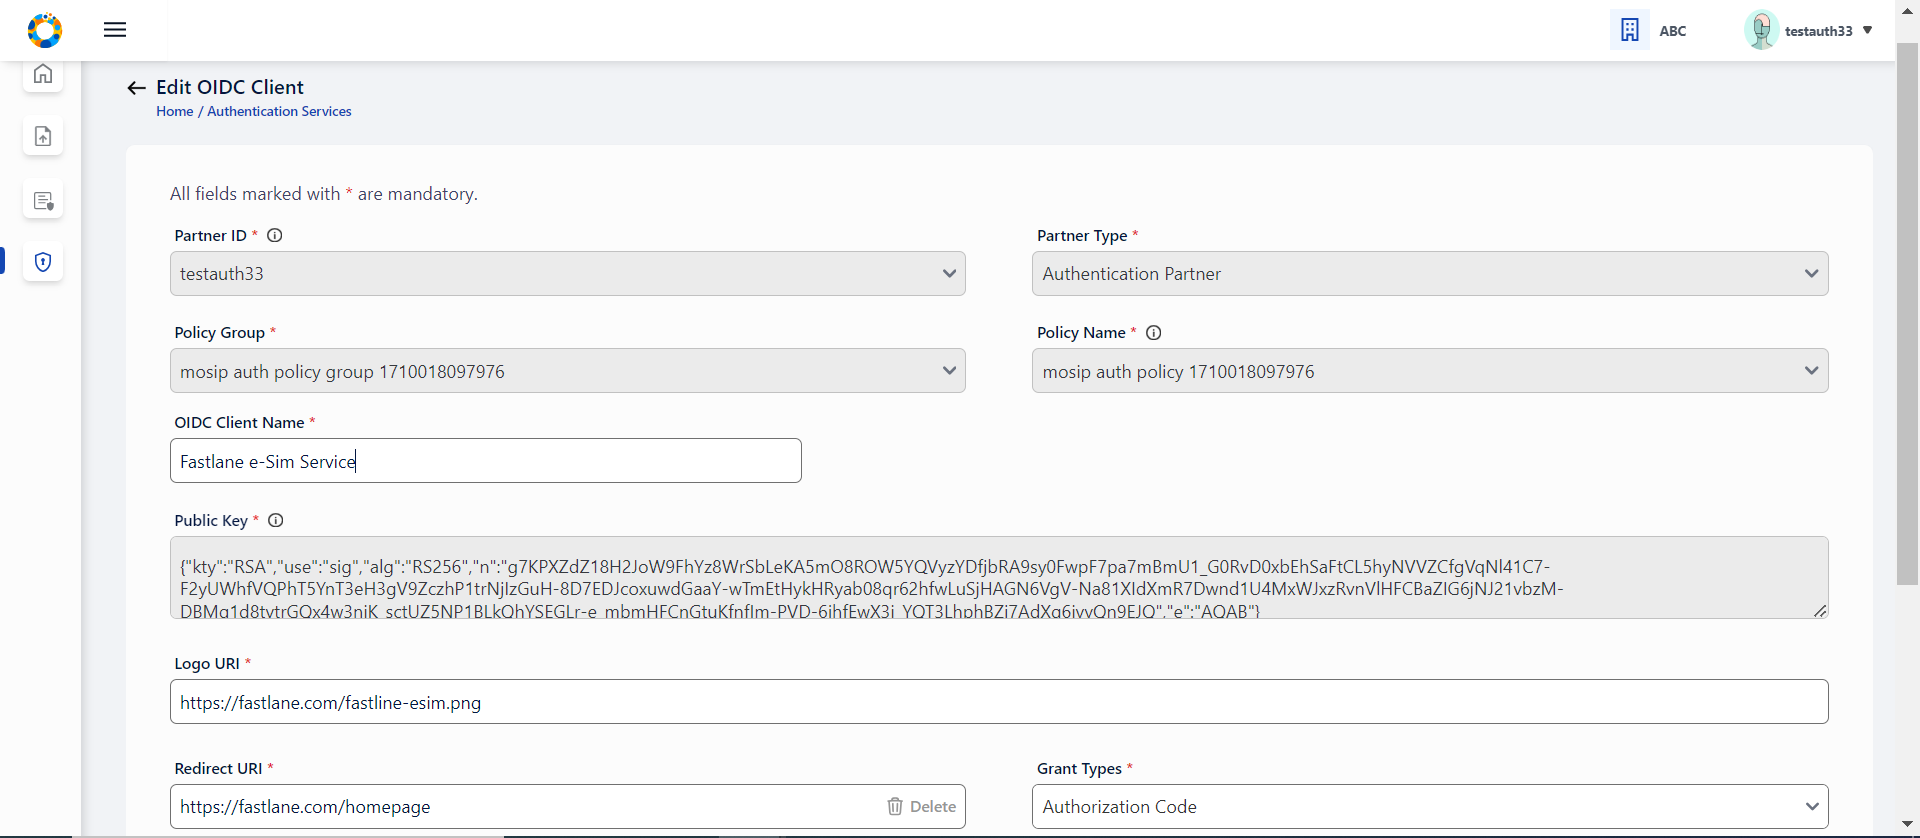 ABC
testauth33
Edit OIDC Client
Home / Authentication Services
All fields marked with * are mandatory.
Partner ID *
Partner Type *
testauth33
Authentication Partner
Policy Group *
Policy Name *
mosip auth policy group 1710018097976
mosip auth policy 1710018097976
OIDC Client Name *
Fastlane e-Sim Service
Public Key *
{"kty":"RSA","use":"sig","alg":"RS256","n":"g7KPXZdZ18H2JoW9FhYz8WrSbLeKA5mO8ROW5YQVyzYDfjbRA9sy0FwpF7pa7mBmU1_G0RvD0xbEhSaFtCL5hyNVVZCfgVqNl41C7-
F2yUWhfVQPhT5YnT3eH3gV9ZczhP1trNjIzGuH-8D7EDJcoxuwdGaaY-wTmEtHykHRyab08qr62hfwLuSjHAGN6VgV-Na81XIdXmR7Dwnd1U4MxWJxzRvnVlHFCBaZIG6jNJ21vbzM-
DBMq1d8tvtrGQx4w3niK_sctUZ5NP1BLkQhYSEGLr-e_mbmHFCnGtuKfnfIm-PVD-6ihfEwX3i_YQT3LhphBZi7AdXq6ivvQn9EJQ","e":"AQAB"}
Logo URI *
https://fastlane.com/fastline-esim.png
Redirect URI *
Grant Types *
https://fastlane.com/homepage
Delete
Authorization Code